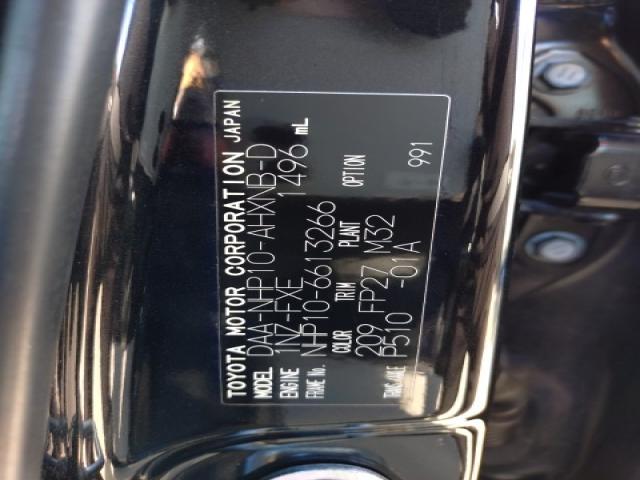 TOYOTA MOTOR CORPORATION JAPAN
MODEL DAA-NHP10-AHXNB-D
ENGINE 1NZ-FXE 1496 mL
FRAME No. NHP10-6613266
COLOR TRIM PLANT OPTION
209 FP27 M32 991
TRANS./AXLE P510 -01A